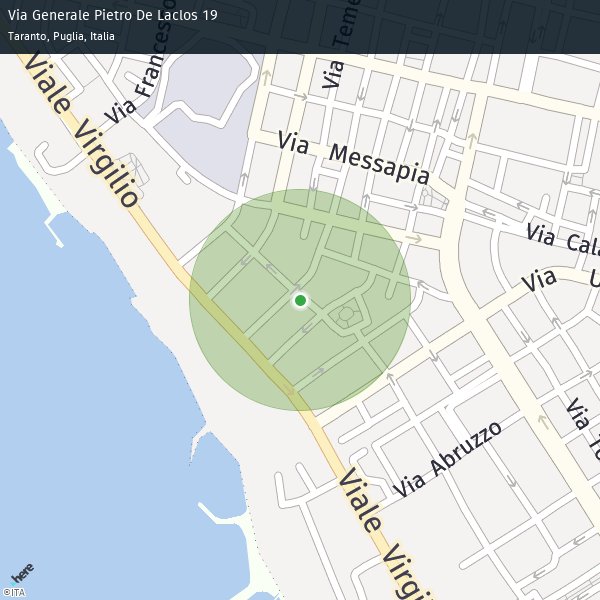 Via Generale Pietro De Laclos 19
Taranto, Puglia, Italia
Via Francesco
Via Teme
Viale Virgilio
Via Messapia
Via Cala
Via U
Via Abruzzo
Via T
Viale Virgi
here
©ITA